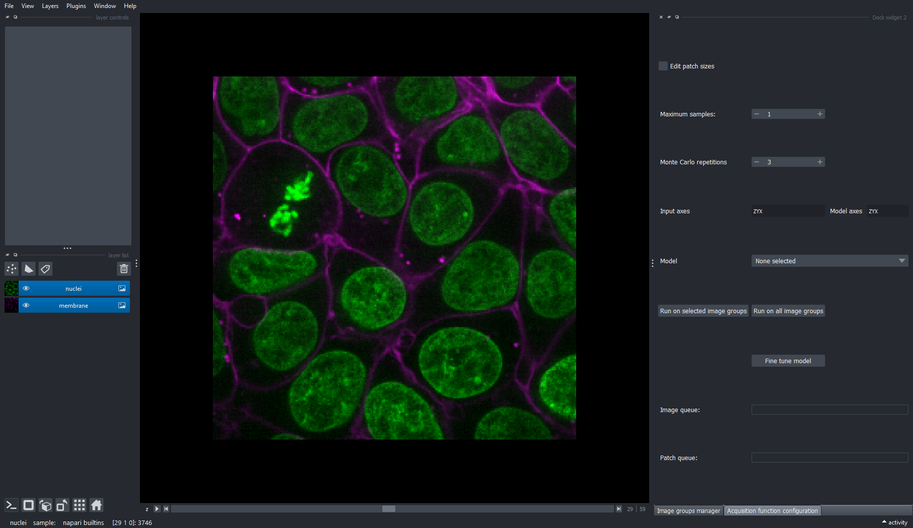 File View Layers Plugins Window Help
layer controls
Dock widget 2
Edit patch sizes
Maximum samples: 1
Monte Carlo repetitions 3
Input axes ZYX Model axes ZYX
layer list
Model None selected
nuclei
membrane
Run on selected image groups Run on all image groups
Fine tune model
Image queue:
Patch queue:
z 29 59
Image groups manager Acquisition function configuration
nuclei sample: napari builtins [29 1 0]: 3746 activity